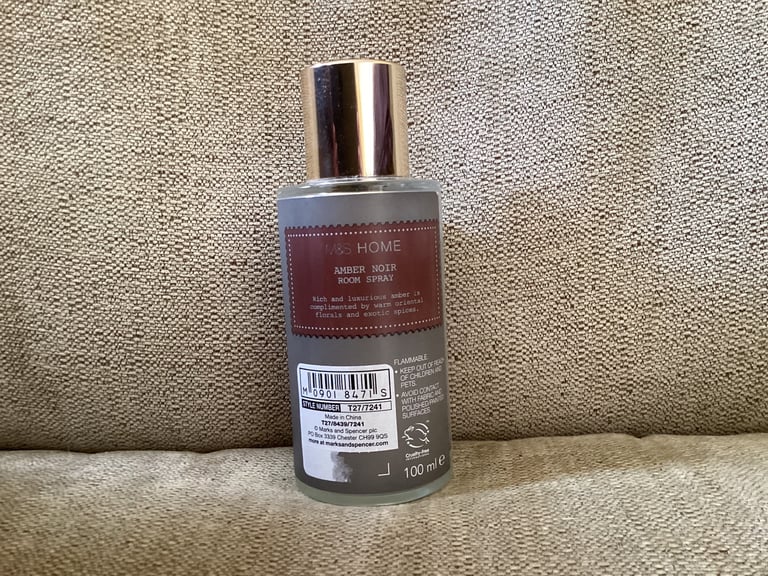 M&S HOME
AMBER NOIR
ROOM SPRAY
Rich and luxurious amber is
complimented by warm oriental
florals and exotic spices.
FLAMMABLE
• KEEP OUT OF REACH
OF CHILDREN AND
PETS.
• AVOID CONTACT
WITH FABRIC AND
POLISHED/PAINTED
SURFACES.
M 0901 8471 S
STYLE NUMBER T27/7241
Made in China
T27/8439/7241
© Marks and Spencer plc
PO Box 3339 Chester CH99 9QS
more at marksandspencer.com
Cruelty-free
INTERNATIONAL
100 ml e